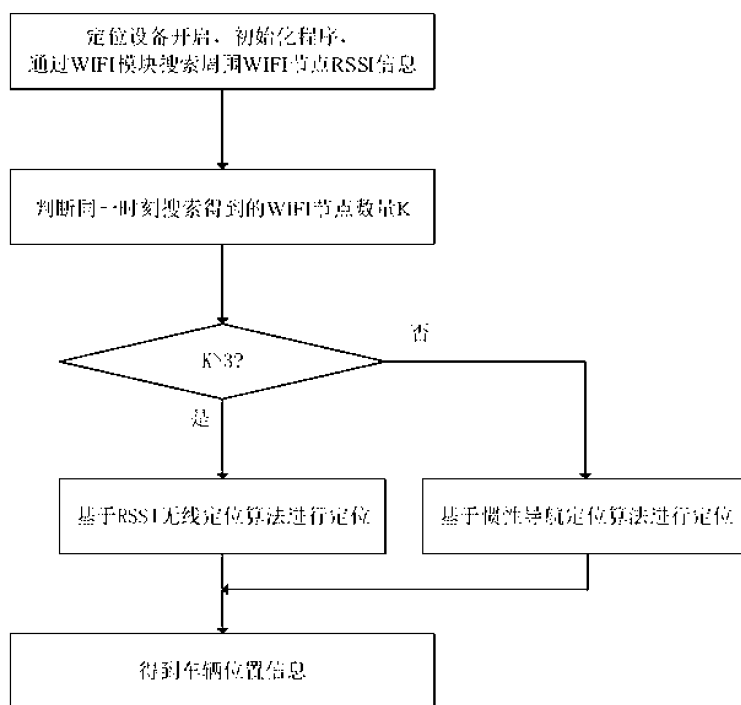 定位设备开启、初始化程序、
通过WIFI模块搜索周围WIFI节点RSSI信息
判断同一时刻搜索得到的WIFI节点数量K
K>3?
否
是
基于RSSI无线定位算法进行定位
基于惯性导航定位算法进行定位
得到车辆位置信息